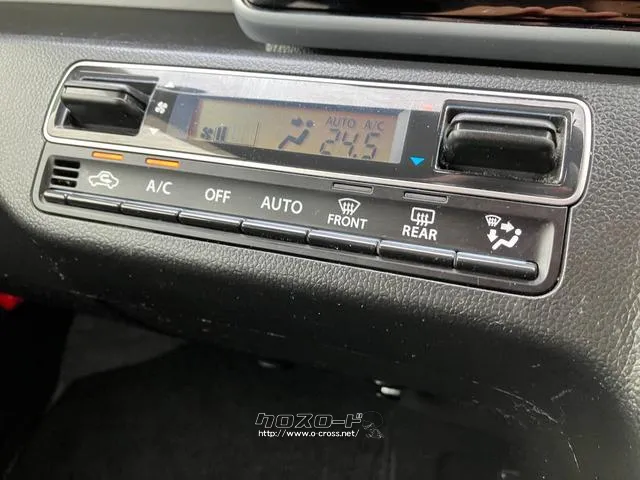 AUTO A/C
24.5
A/C OFF AUTO FRONT REAR
クロスロード
http://www.o-cross.net/